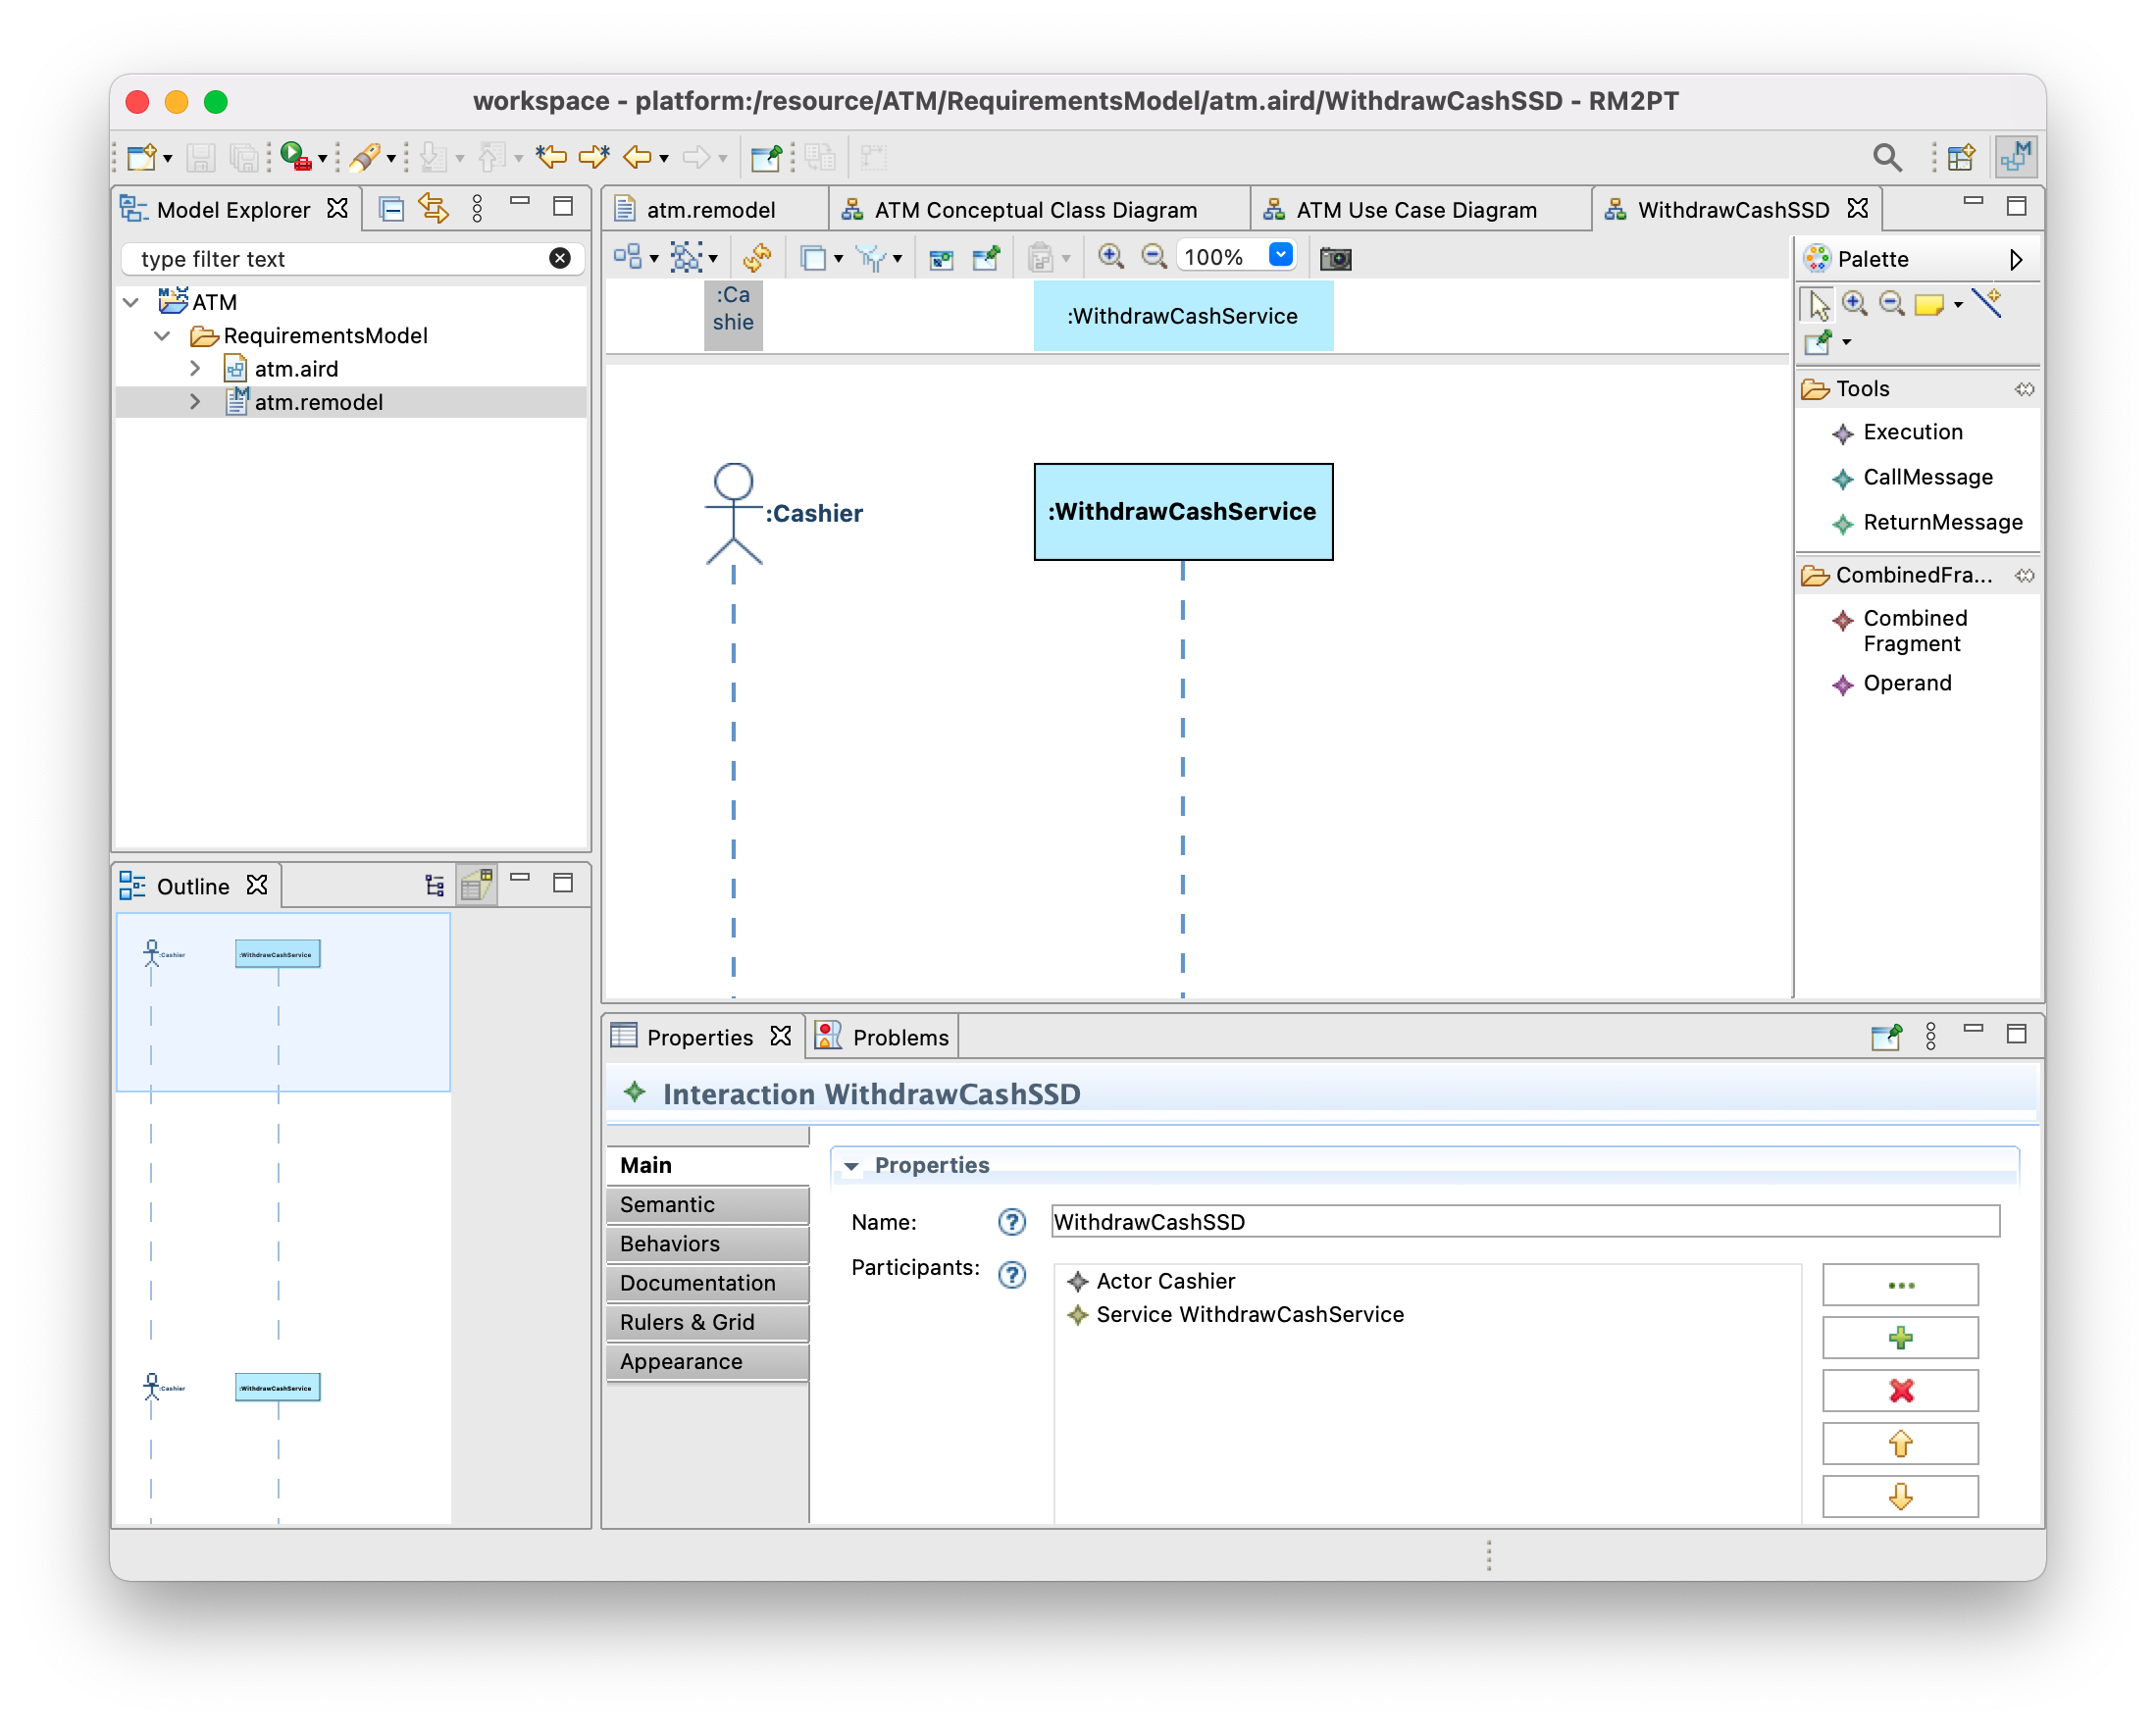 workspace - platform:/resource/ATM/RequirementsModel/atm.aird/WithdrawCashSSD - RM2PT
Model Explorer
type filter text
ATM
RequirementsModel
atm.aird
atm.remodel
atm.remodel
ATM Conceptual Class Diagram
ATM Use Case Diagram
WithdrawCashSSD
100%
:Ca
shie
:WithdrawCashService
:Cashier
:WithdrawCashService
Palette
Tools
Execution
CallMessage
ReturnMessage
CombinedFra...
Combined
Fragment
Operand
Outline
:Cashier
:WithdrawCashService
:Cashier
:WithdrawCashService
Properties
Problems
Interaction WithdrawCashSSD
Main
Semantic
Behaviors
Documentation
Rulers & Grid
Appearance
Properties
Name:
WithdrawCashSSD
Participants:
Actor Cashier
Service WithdrawCashService